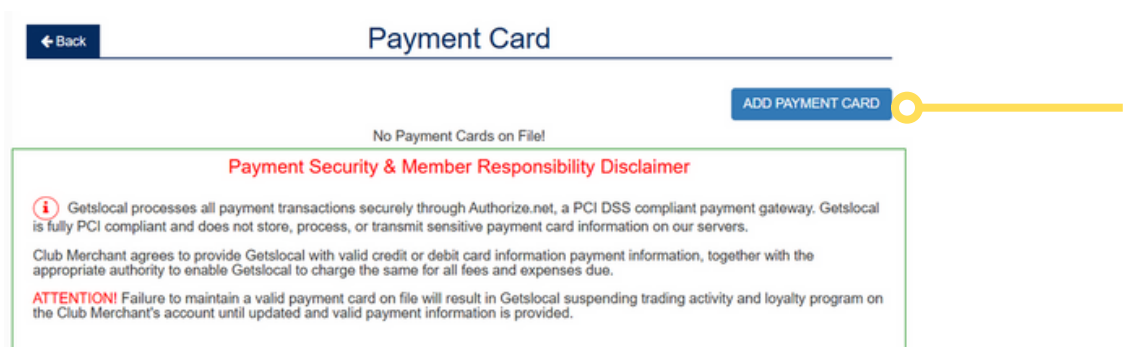 Back
Payment Card
ADD PAYMENT CARD
No Payment Cards on File!
Payment Security & Member Responsibility Disclaimer
Getslocal processes all payment transactions securely through Authorize.net, a PCI DSS compliant payment gateway. Getslocal
is fully PCI compliant and does not store, process, or transmit sensitive payment card information on our servers.
Club Merchant agrees to provide Getslocal with valid credit or debit card information payment information, together with the
appropriate authority to enable Getslocal to charge the same for all fees and expenses due.
ATTENTION! Failure to maintain a valid payment card on file will result in Getslocal suspending trading activity and loyalty program on
the Club Merchant's account until updated and valid payment information is provided.